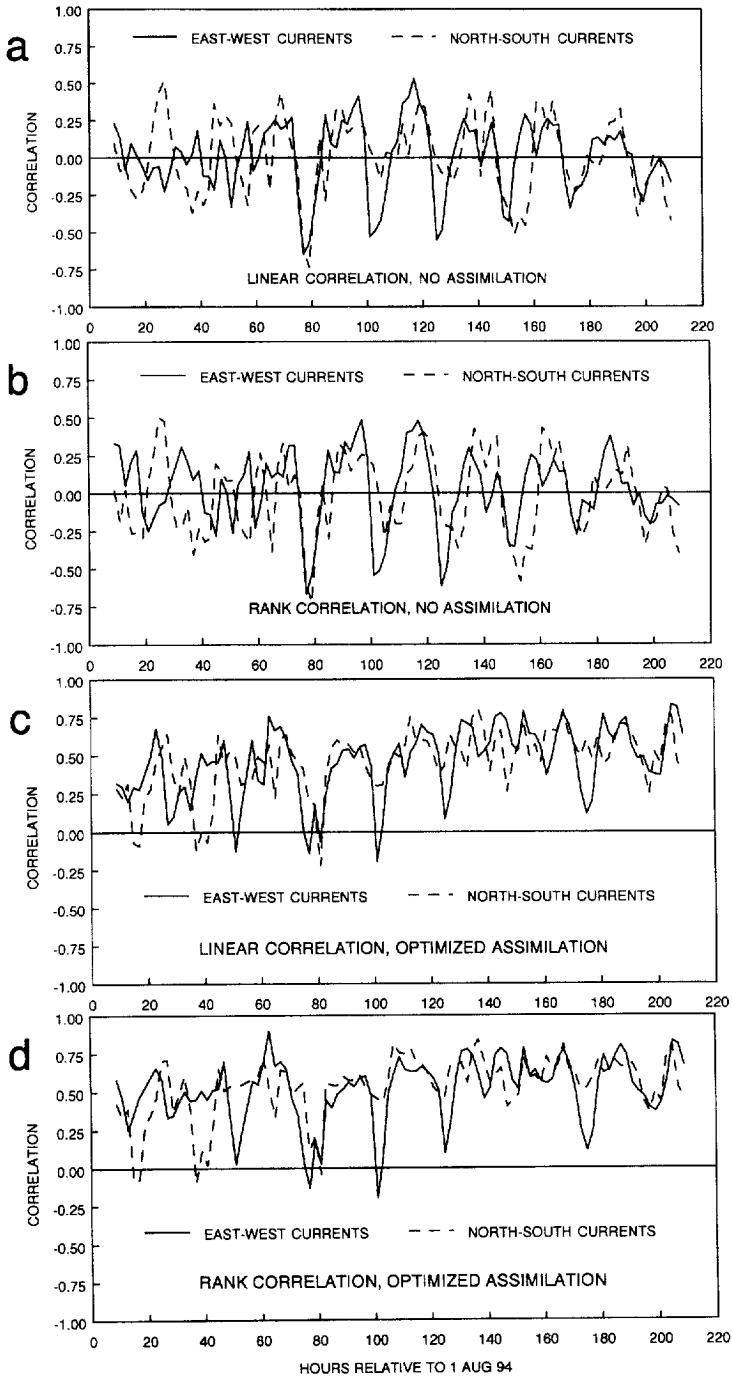 a
1.00
0.75
0.50
0.25
0.00
-0.25
-0.50
-0.75
-1.00
CORRELATION
EAST-WEST CURRENTS
NORTH-SOUTH CURRENTS
LINEAR CORRELATION, NO ASSIMILATION
0 20 40 60 80 100 120 140 160 180 200 220
b
1.00
0.75
0.50
0.25
0.00
-0.25
-0.50
-0.75
-1.00
CORRELATION
EAST-WEST CURRENTS
NORTH-SOUTH CURRENTS
RANK CORRELATION, NO ASSIMILATION
0 20 40 60 80 100 120 140 160 180 200 220
c
1.00
0.75
0.50
0.25
0.00
-0.25
-0.50
-0.75
-1.00
CORRELATION
EAST-WEST CURRENTS
NORTH-SOUTH CURRENTS
LINEAR CORRELATION, OPTIMIZED ASSIMILATION
0 20 40 60 80 100 120 140 160 180 200 220
d
1.00
0.75
0.50
0.25
0.00
-0.25
-0.50
-0.75
-1.00
CORRELATION
EAST-WEST CURRENTS
NORTH-SOUTH CURRENTS
RANK CORRELATION, OPTIMIZED ASSIMILATION
0 20 40 60 80 100 120 140 160 180 200 220
HOURS RELATIVE TO 1 AUG 94